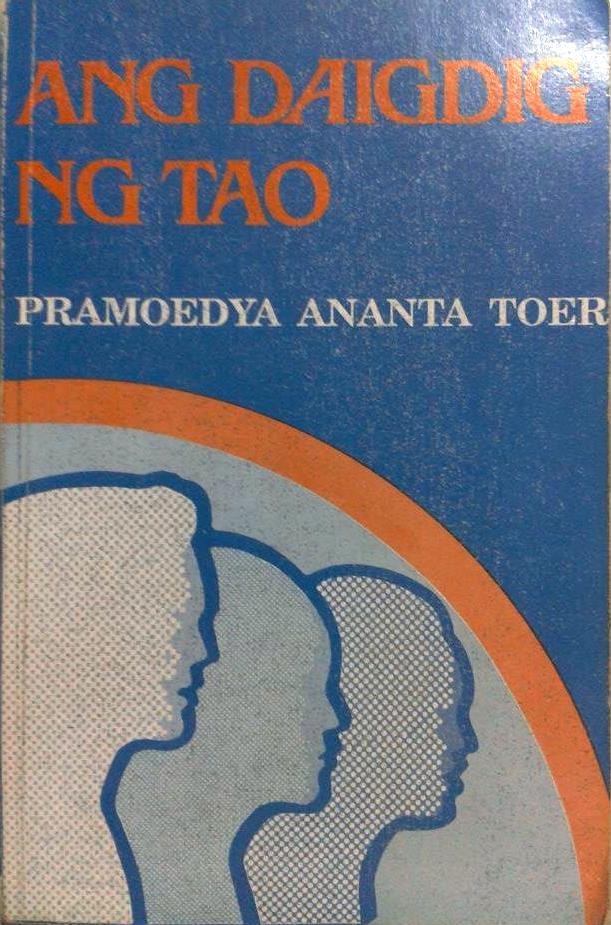 ANG DAIGDIG
NG TAO
PRAMOEDYA ANANTA TOER